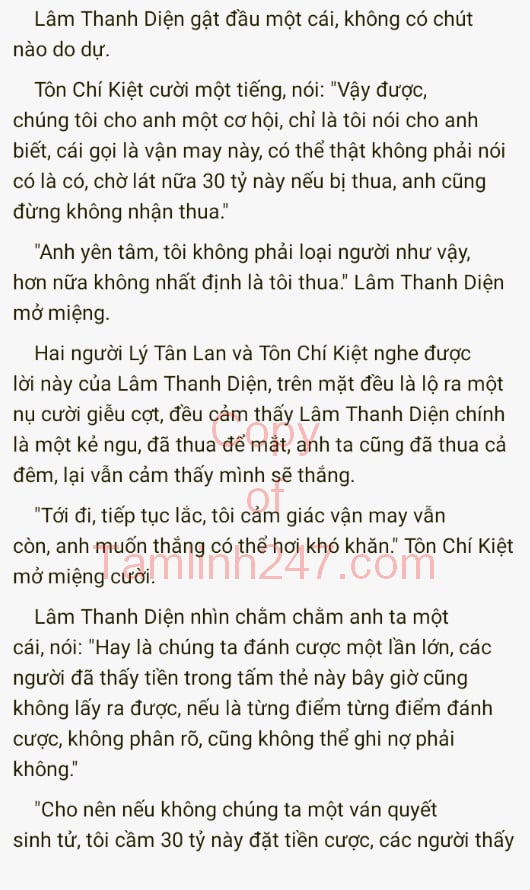 Lâm Thanh Diện gật đầu một cái, không có chút
nào do dự.
Tôn Chí Kiệt cười một tiếng, nói: "Vậy được,
chúng tôi cho anh một cơ hội, chỉ là tôi nói cho anh
biết, cái gọi là vận may này, có thể thật không phải nói
có là có, chờ lát nữa 30 tỷ này nếu bị thua, anh cũng
đừng không nhận thua."
"Anh yên tâm, tôi không phải loại người như vậy,
hơn nữa không nhất định là tôi thua." Lâm Thanh Diện
mở miệng.
Hai người Lý Tân Lan và Tôn Chí Kiệt nghe được
lời này của Lâm Thanh Diện, trên mặt đều là lộ ra một
nụ cười giễu cợt, đều cảm thấy Lâm Thanh Diện chính
là một kẻ ngu, đã thua để mắt, anh ta cũng đã thua cả
đêm, lại vẫn cảm thấy mình sẽ thắng.
"Tới đi, tiếp tục lắc, tôi cảm giác vận may vẫn
còn, anh muốn thắng có thể hơi khó khăn." Tôn Chí Kiệt
mở miệng cười.
Lâm Thanh Diện nhìn chằm chằm anh ta một
cái, nói: "Hay là chúng ta đánh cược một lần lớn, các
người đã thấy tiền trong tấm thẻ này bây giờ cũng
không lấy ra được, nếu là từng điểm từng điểm đánh
cược, không phân rõ, cũng không thể ghi nợ phải
không."
"Cho nên nếu không chúng ta một ván quyết
sinh tử, tôi cầm 30 tỷ này đặt tiền cược, các người thấy
Copy
of
Tamlinh247.com